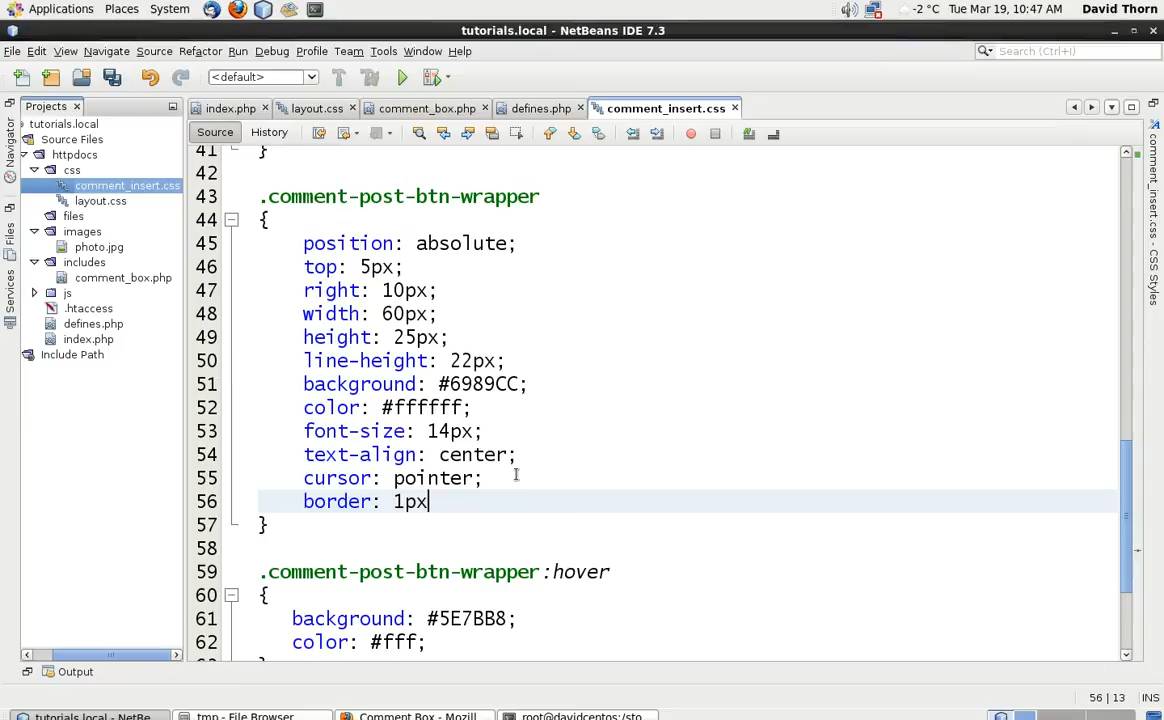 Applications Places System -2 °C Tue Mar 19, 10:47 AM David Thorn
tutorials.local - NetBeans IDE 7.3
File Edit View Navigate Source Refactor Run Debug Profile Team Tools Window Help Search (Ctrl+I)
<default>
Projects index.php layout.css comment_box.php defines.php comment_insert.css
Navigator
Files
Services
tutorials.local
Source Files
httpdocs
css
comment_insert.css
layout.css
files
images
photo.jpg
includes
comment_box.php
js
.htaccess
defines.php
index.php
Include Path
Source History
41 }
42
43 .comment-post-btn-wrapper
44 {
45 position: absolute;
46 top: 5px;
47 right: 10px;
48 width: 60px;
49 height: 25px;
50 line-height: 22px;
51 background: #6989CC;
52 color: #ffffff;
53 font-size: 14px;
54 text-align: center;
55 cursor: pointer;
56 border: 1px
57 }
58
59 .comment-post-btn-wrapper:hover
60 {
61 background: #5E7BB8;
62 color: #fff;
comment_insert.css - CSS Styles
Output
56 | 13 INS
tutorials.local - NetBe... tmp - File Browser Comment Box - Mozill... root@davidcentos:/sto...